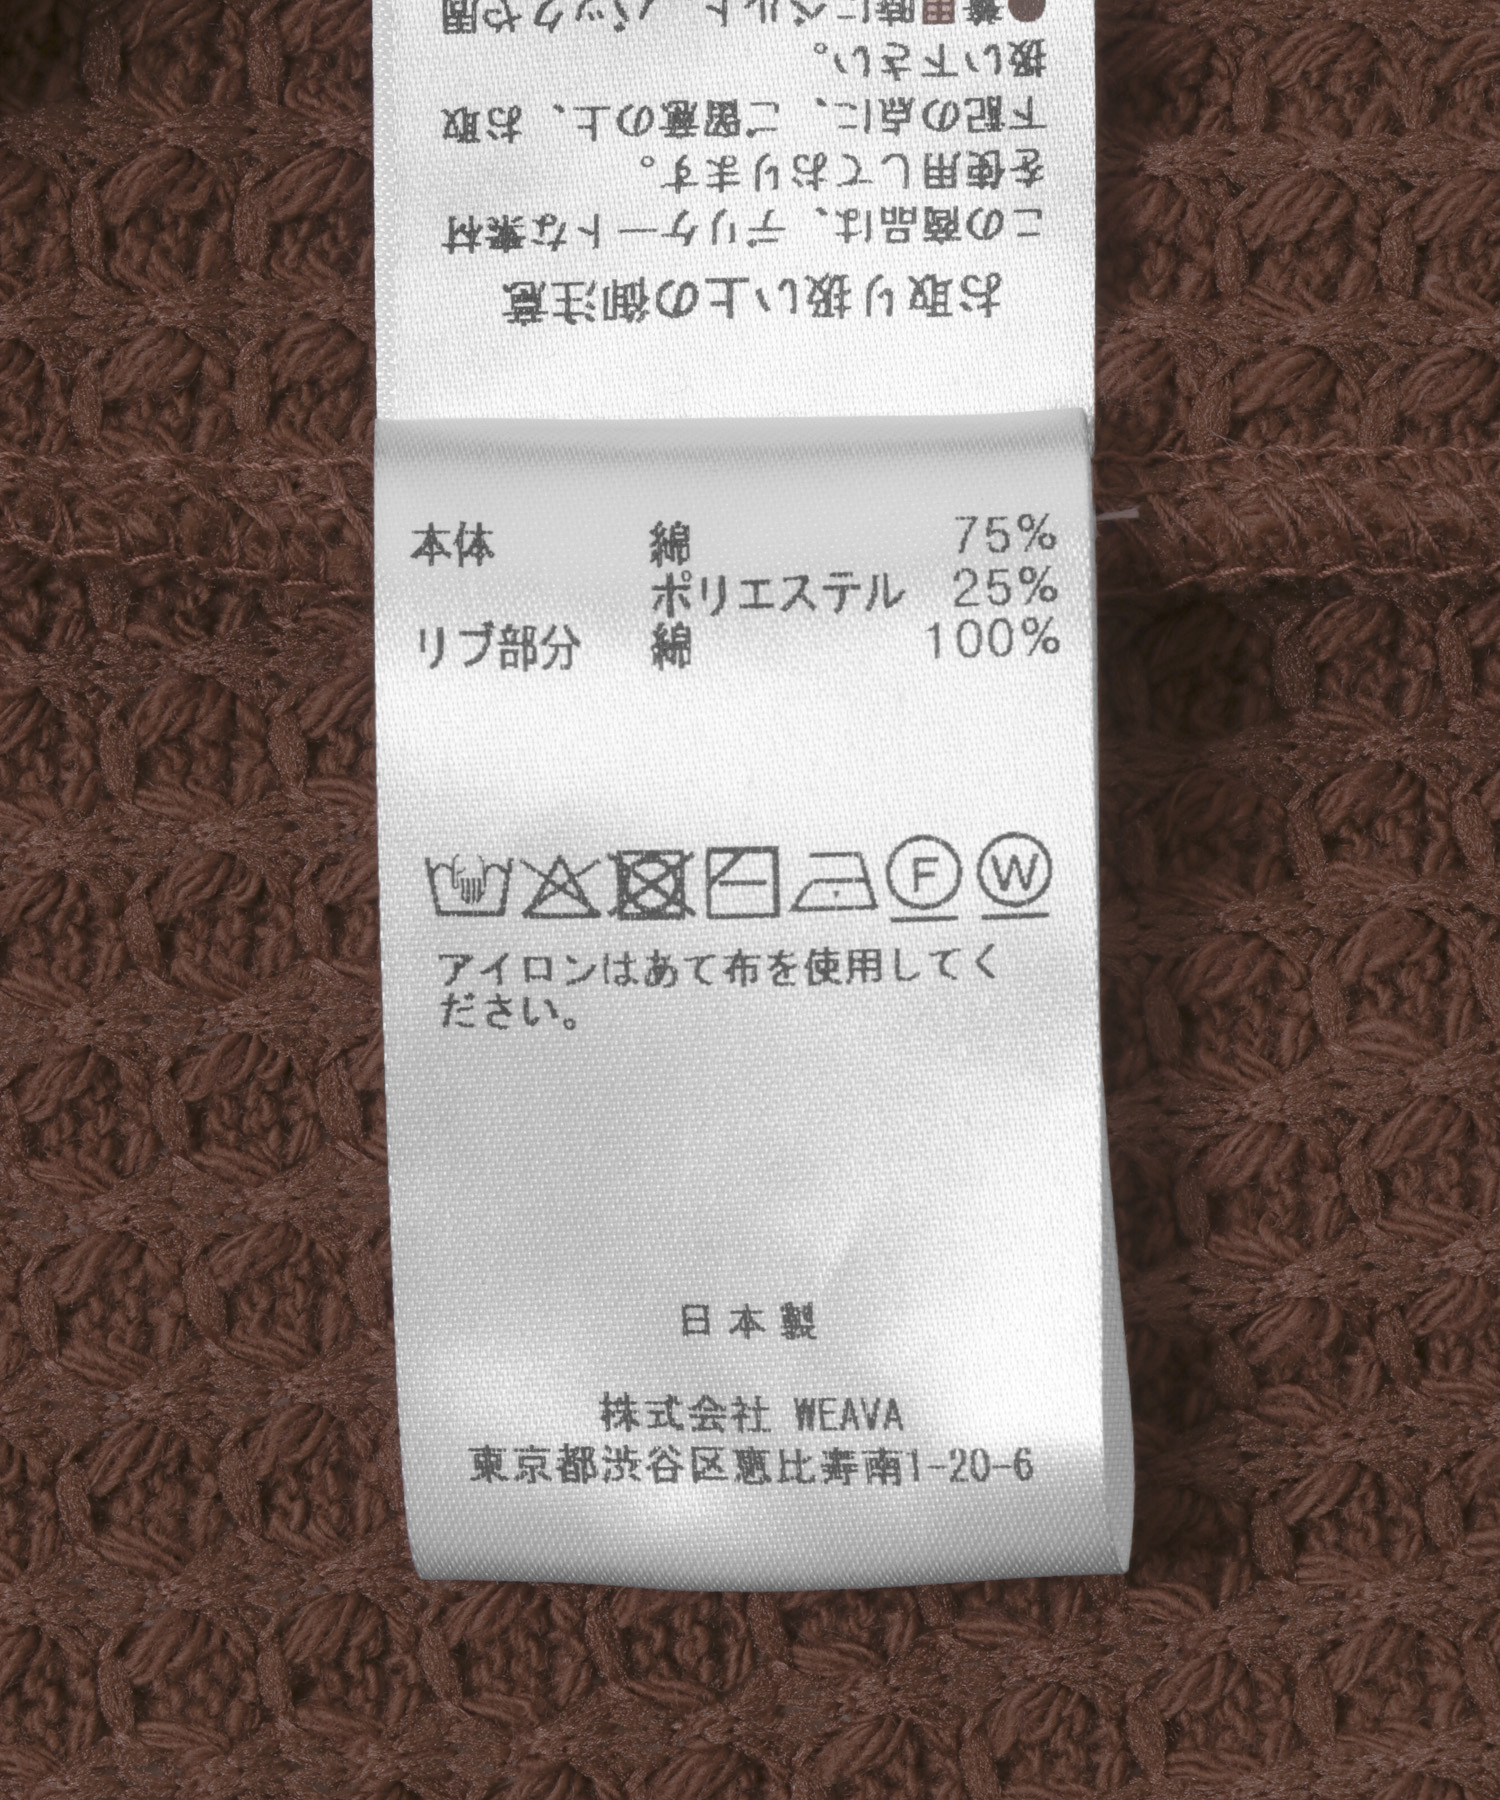 お取り扱い上の御注意
この商品は、デリケートな素材
を使用しております。
下記の点に、ご留意の上、お取
扱い下さい。
本体 綿 75%
ポリエステル 25%
リブ部分 綿 100%
F W
アイロンはあて布を使用してく
ださい。
日本製
株式会社 WEAVA
東京都渋谷区恵比寿南1-20-6